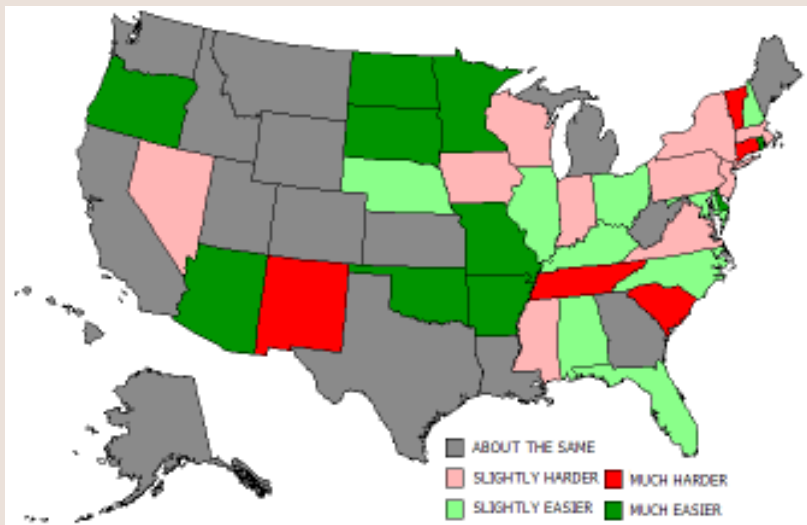 ABOUT THE SAME
SLIGHTLY HARDER MUCH HARDER
SLIGHTLY EASIER MUCH EASIER